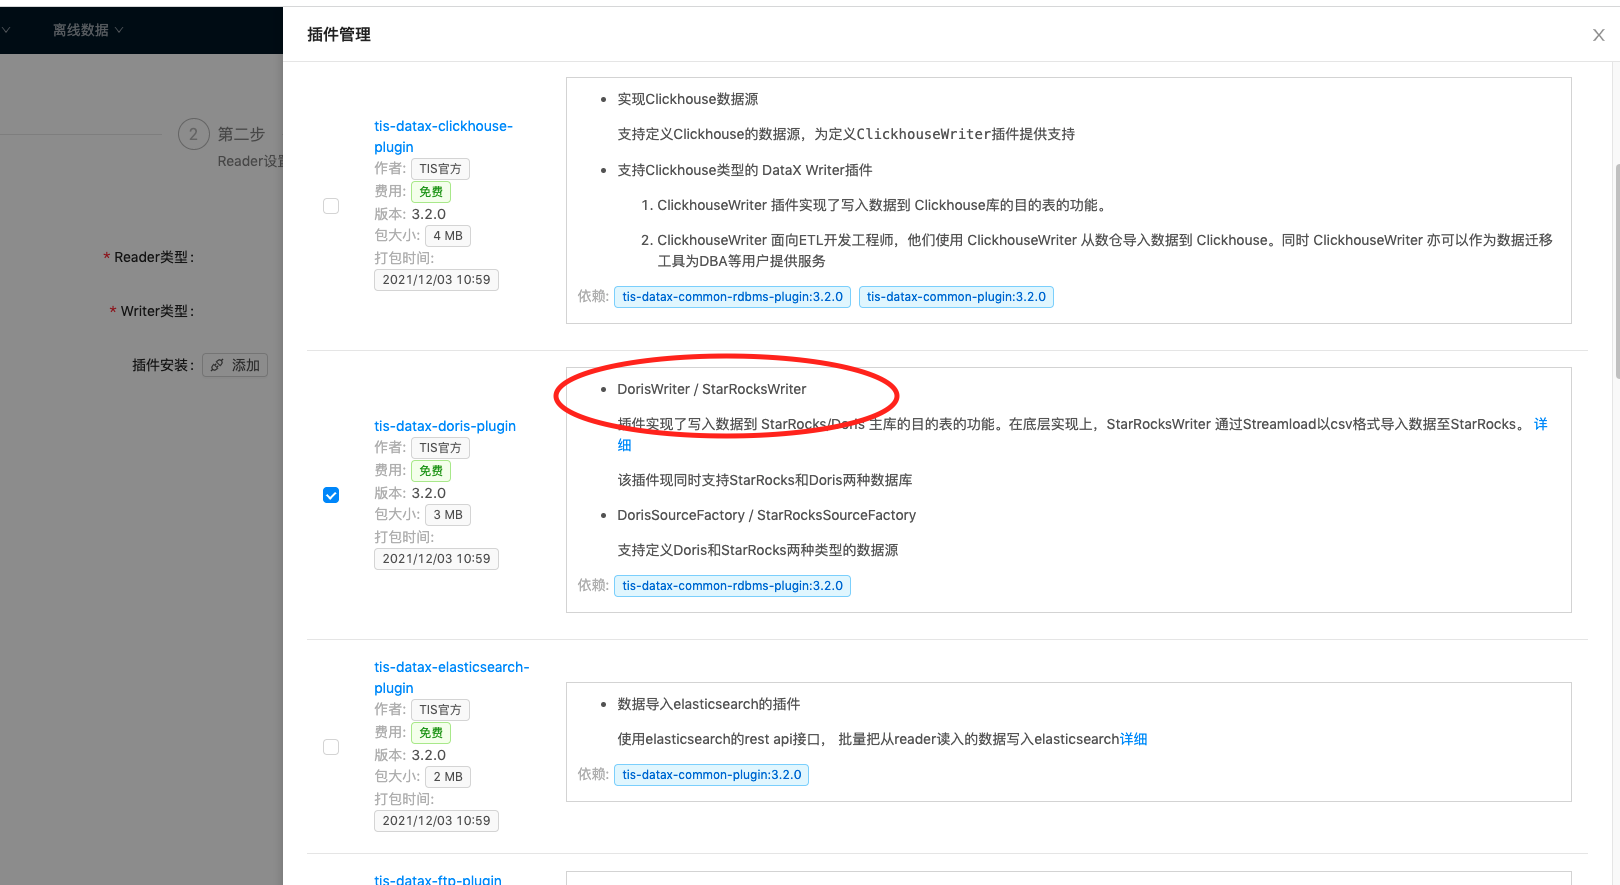 离线数据
插件管理
2 第二步
Reader设置
* Reader类型：
* Writer类型：
插件安装： 添加
tis-datax-clickhouse-
plugin
作者: TIS官方
费用: 免费
版本: 3.2.0
包大小: 4 MB
打包时间:
2021/12/03 10:59
实现Clickhouse数据源
支持定义Clickhouse的数据源，为定义ClickhouseWriter插件提供支持
支持Clickhouse类型的 DataX Writer插件
1. ClickhouseWriter 插件实现了写入数据到 Clickhouse库的目的表的功能。
2. ClickhouseWriter 面向ETL开发工程师，他们使用 ClickhouseWriter 从数仓导入数据到 Clickhouse。同时 ClickhouseWriter 亦可以作为数据迁移
工具为DBA等用户提供服务
依赖: tis-datax-common-rdbms-plugin:3.2.0 tis-datax-common-plugin:3.2.0
tis-datax-doris-plugin
作者: TIS官方
费用: 免费
版本: 3.2.0
包大小: 3 MB
打包时间:
2021/12/03 10:59
DorisWriter / StarRocksWriter
插件实现了写入数据到 StarRocks/Doris 主库的目的表的功能。在底层实现上，StarRocksWriter 通过Streamload以csv格式导入数据至StarRocks。 详
细
该插件现同时支持StarRocks和Doris两种数据库
DorisSourceFactory / StarRocksSourceFactory
支持定义Doris和StarRocks两种类型的数据源
依赖: tis-datax-common-rdbms-plugin:3.2.0
tis-datax-elasticsearch-
plugin
作者: TIS官方
费用: 免费
版本: 3.2.0
包大小: 2 MB
打包时间:
2021/12/03 10:59
数据导入elasticsearch的插件
使用elasticsearch的rest api接口， 批量把从reader读入的数据写入elasticsearch详细
依赖: tis-datax-common-plugin:3.2.0
tis-datax-ftp-plugin